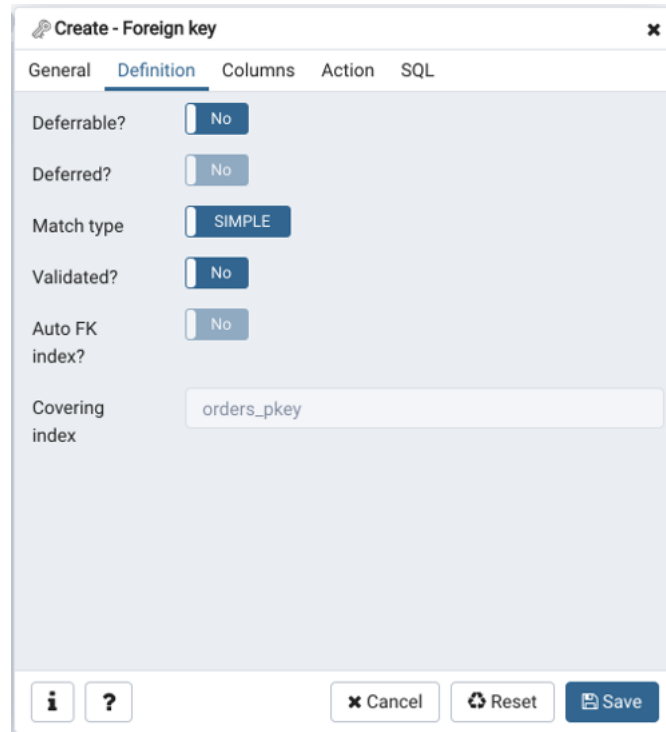 Create - Foreign key
General Definition Columns Action SQL
Deferrable? No
Deferred? No
Match type SIMPLE
Validated? No
Auto FK No
index?
Covering orders_pkey
index
i ? Cancel Reset Save